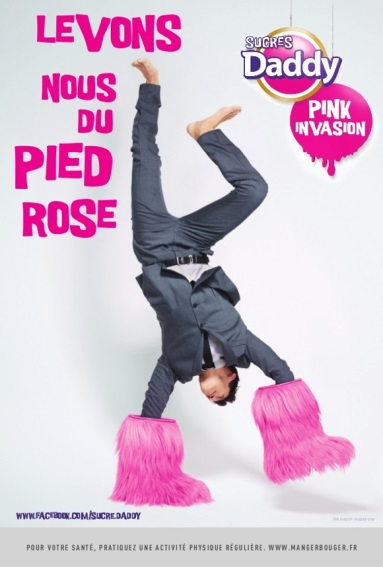 LEVONS
NOUS
DU
PIED
ROSE
SUCRES
Daddy
PINK
INVASION
WWW.FACEBOOK.COM/SUCRE.DADDY
POUR VOTRE SANTÉ, PRATIQUEZ UNE ACTIVITÉ PHYSIQUE RÉGULIÈRE. WWW.MANGERBOUGER.FR